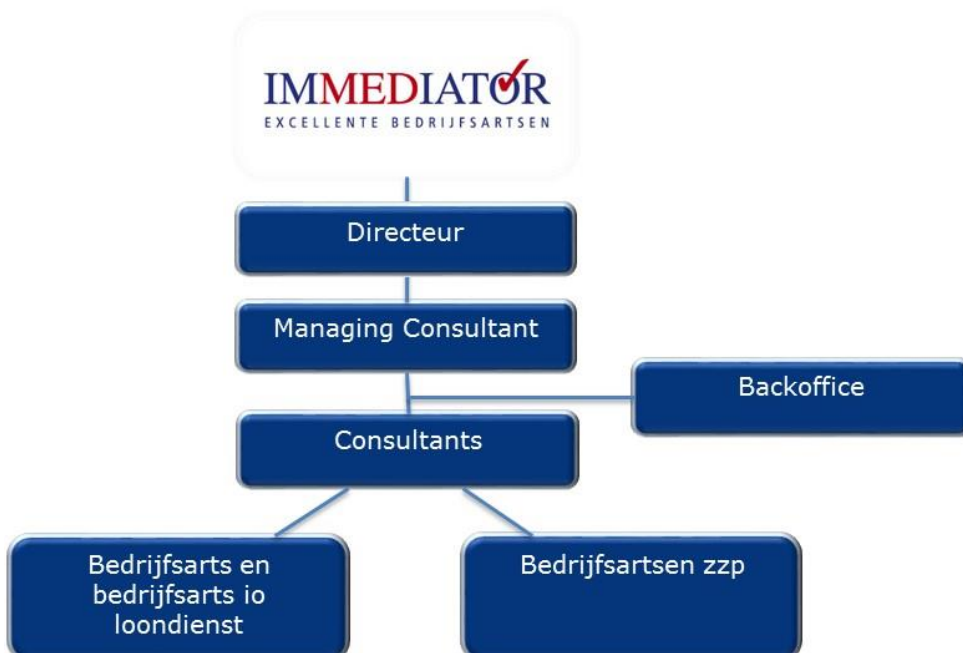 IMMEDIATOR
EXCELLENTE BEDRIJFSARTSEN
Directeur
Managing Consultant
Backoffice
Consultants
Bedrijfsarts en
bedrijfsarts io
loondienst
Bedrijfsartsen zzp